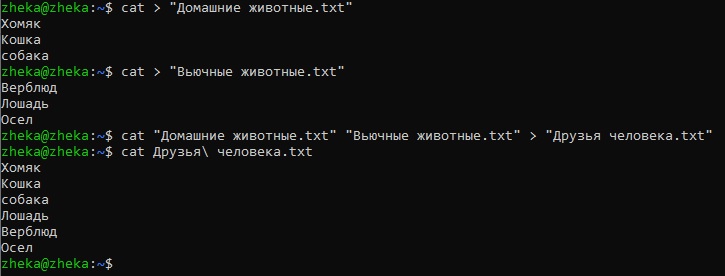 zheka@zheka:~$ cat > "Домашние животные.txt"
Хомяк
Кошка
собака
zheka@zheka:~$ cat > "Вьючные животные.txt"
Верблюд
Лошадь
Осел
zheka@zheka:~$ cat "Домашние животные.txt" "Вьючные животные.txt" > "Друзья человека.txt"
zheka@zheka:~$ cat Друзья\ человека.txt
Хомяк
Кошка
собака
Лошадь
Верблюд
Осел
zheka@zheka:~$